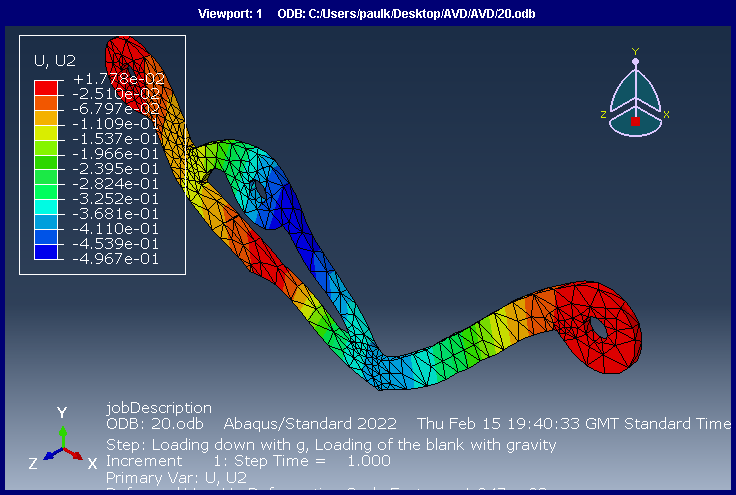 Viewport: 1 ODB: C:/Users/paulk/Desktop/AVD/AVD/20.odb
U, U2
+1.778e-02
-2.510e-02
-6.797e-02
-1.109e-01
-1.537e-01
-1.966e-01
-2.395e-01
-2.824e-01
-3.252e-01
-3.681e-01
-4.110e-01
-4.539e-01
-4.967e-01
Y
Z X
Y
Z X
jobDescription
ODB: 20.odb Abaqus/Standard 2022 Thu Feb 15 19:40:33 GMT Standard Time
Step: Loading down with g, Loading of the blank with gravity
Increment 1: Step Time = 1.000
Primary Var: U, U2